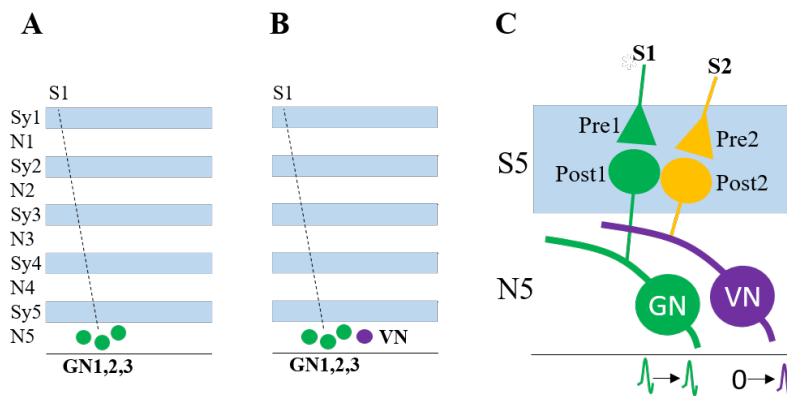 A
S1
Sy1
N1
Sy2
N2
Sy3
N3
Sy4
N4
Sy5
N5
GN1,2,3
B
S1
VN
GN1,2,3
C
S1
S2
Pre1
Pre2
S5
Post1
Post2
N5
GN
VN
0